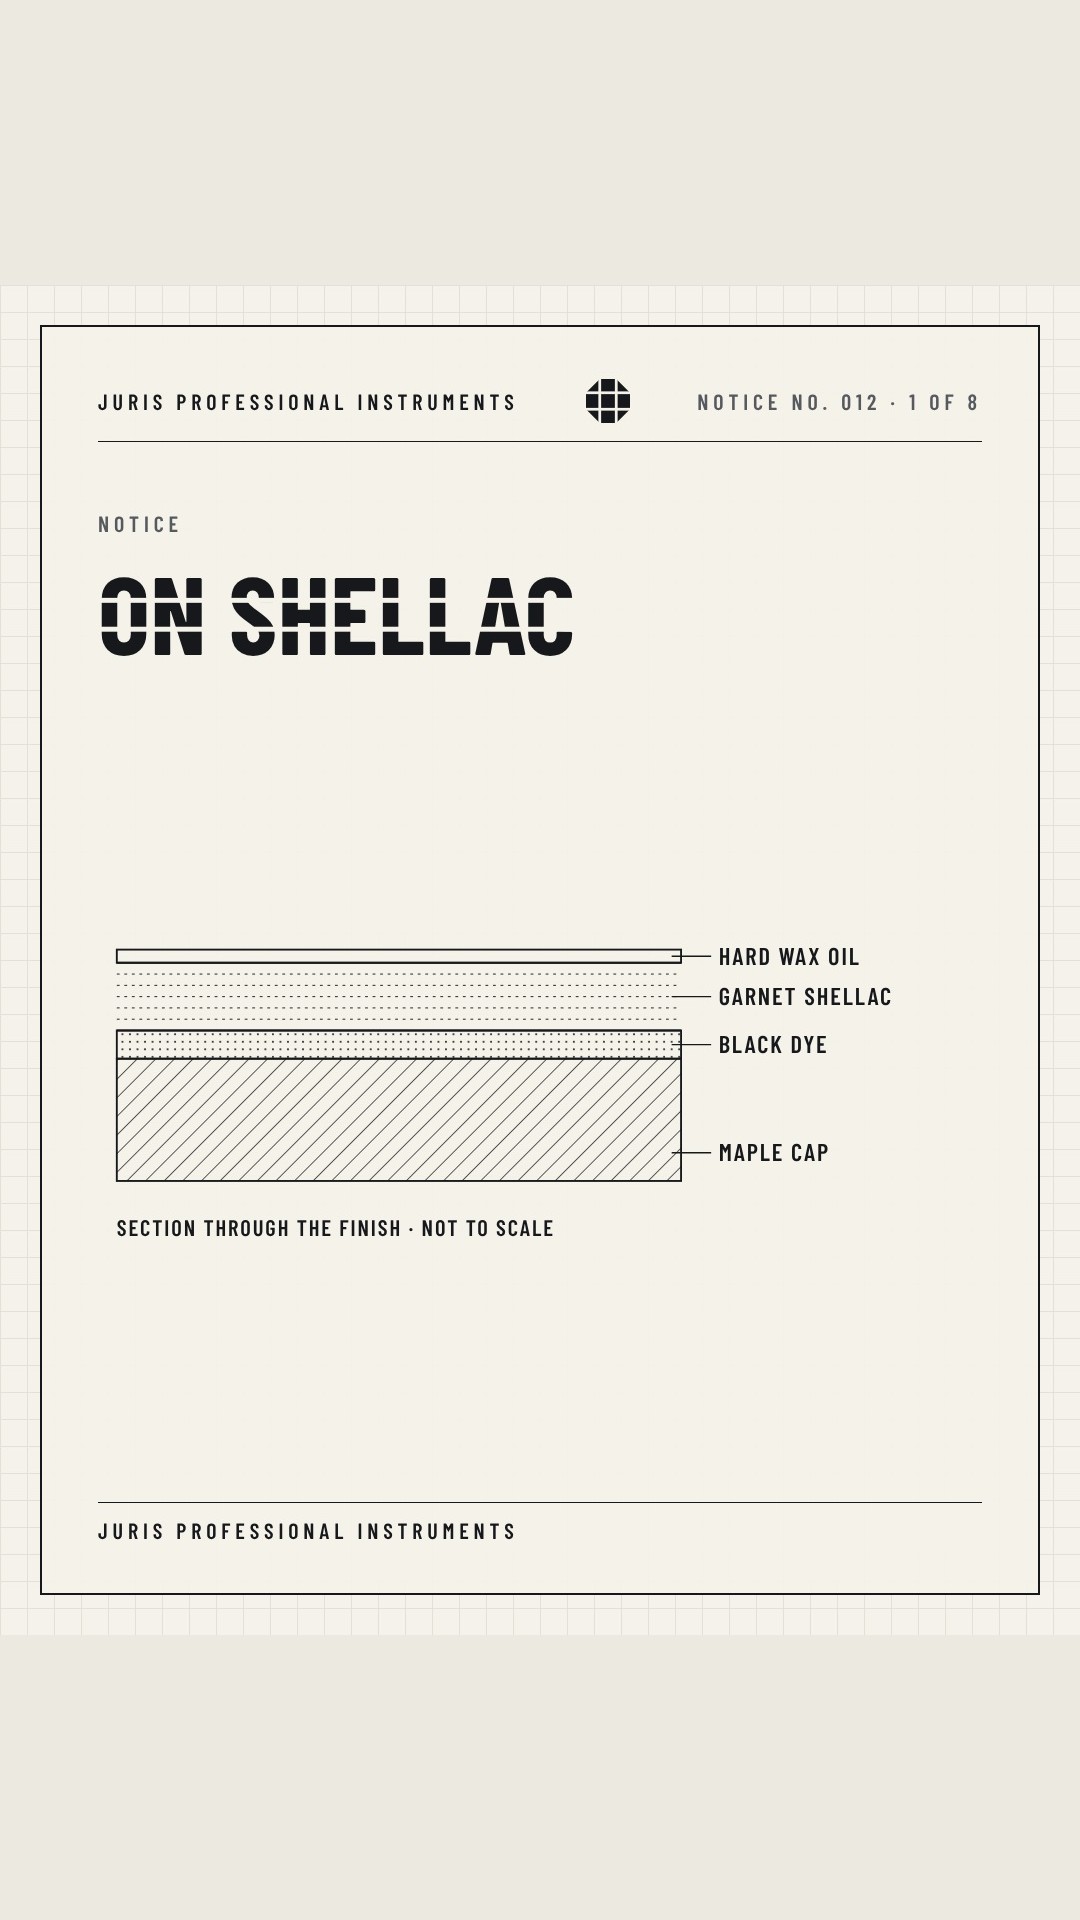 JURIS PROFESSIONAL INSTRUMENTS
NOTICE NO. 012 · 1 OF 8
NOTICE
ON SHELLAC
HARD WAX OIL
GARNET SHELLAC
BLACK DYE
MAPLE CAP
SECTION THROUGH THE FINISH · NOT TO SCALE
JURIS PROFESSIONAL INSTRUMENTS